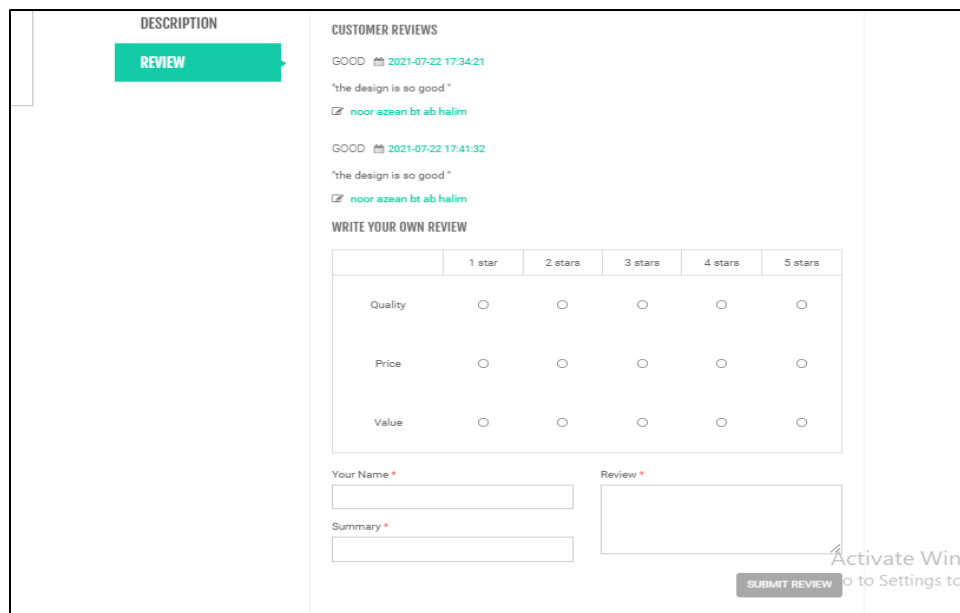 DESCRIPTION
REVIEW
CUSTOMER REVIEWS
GOOD 2021-07-22 17:34:21
"the design is so good "
noor azean bt ab halim
GOOD 2021-07-22 17:41:32
"the design is so good "
noor azean bt ab halim
WRITE YOUR OWN REVIEW
1 star 2 stars 3 stars 4 stars 5 stars
Quality
Price
Value
Your Name * Review *
Summary *
Activate Win
o to Settings to
SUBMIT REVIEW